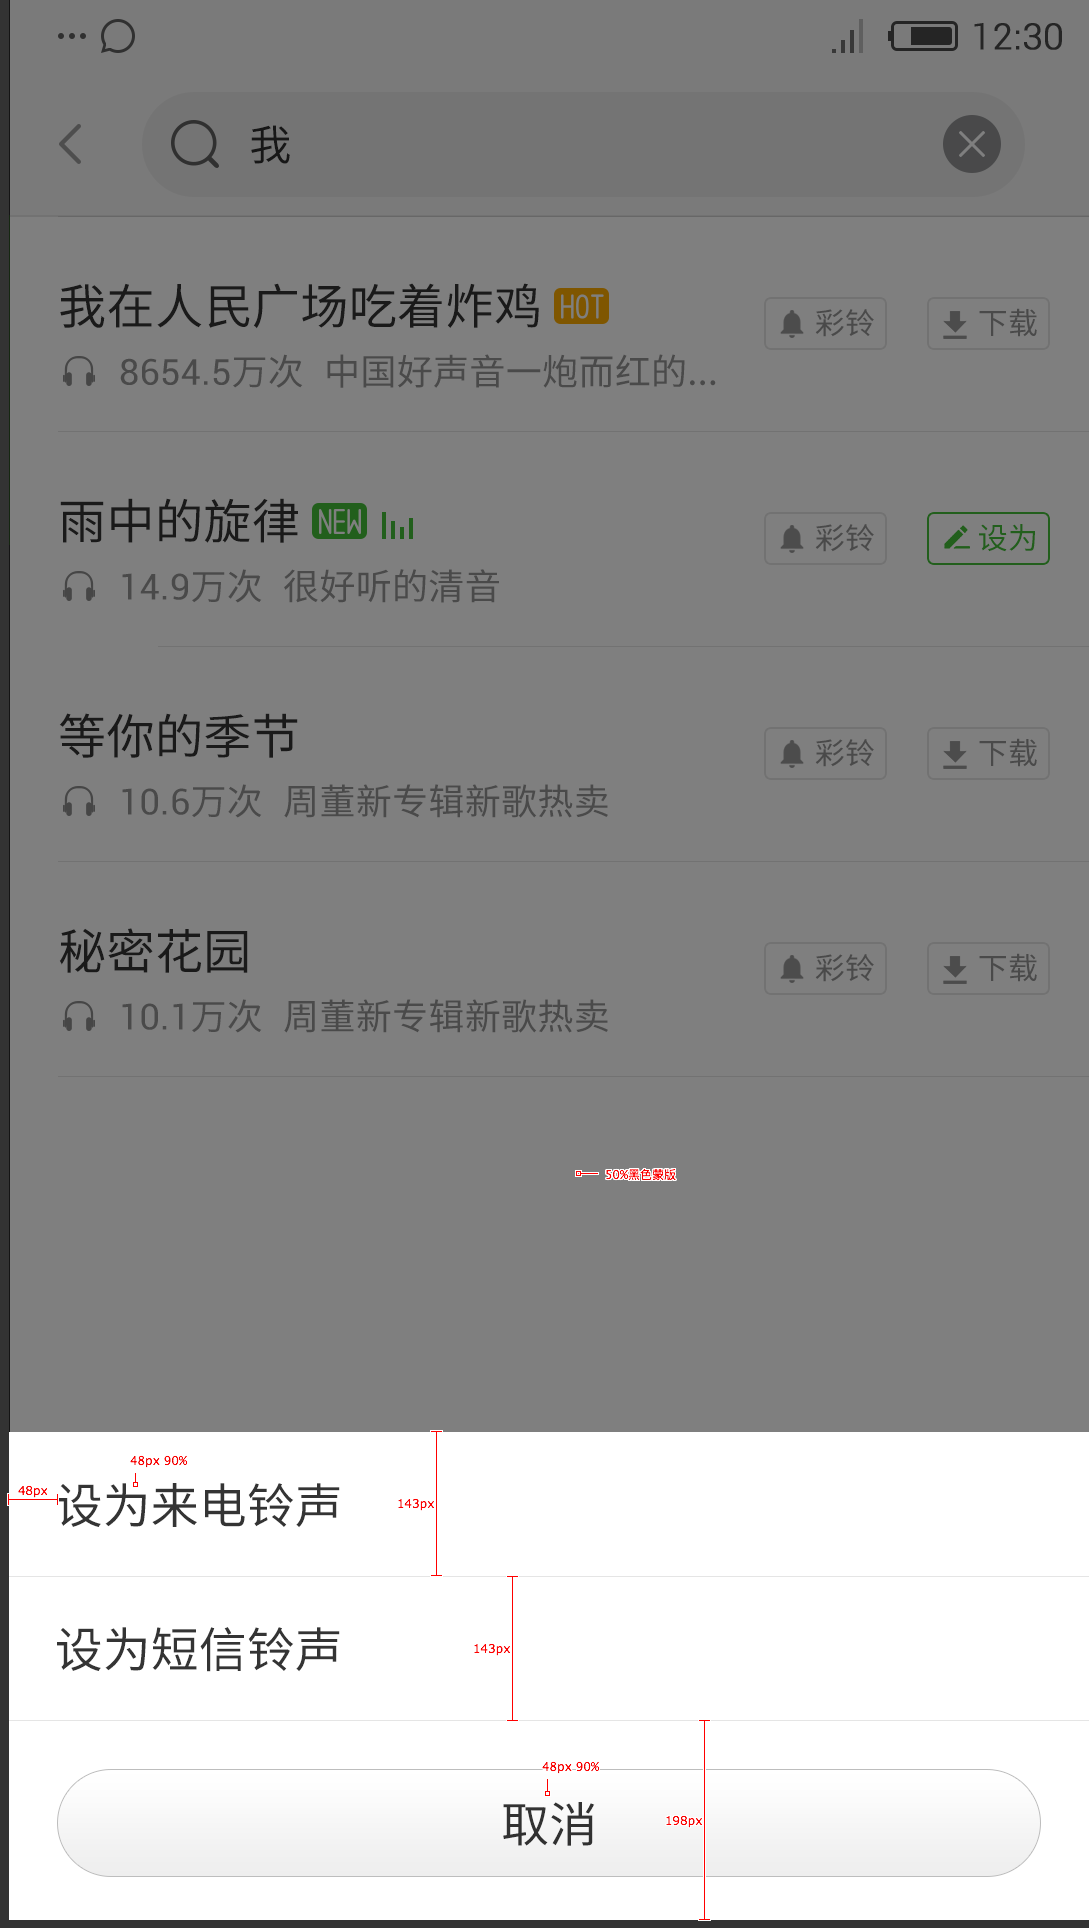 12:30
我
我在人民广场吃着炸鸡 HOT
彩铃 下载
8654.5万次 中国好声音一炮而红的...
雨中的旋律 NEW
彩铃 设为
14.9万次 很好听的清音
等你的季节
彩铃 下载
10.6万次 周董新专辑新歌热卖
秘密花园
彩铃 下载
10.1万次 周董新专辑新歌热卖
50%黑色蒙版
48px 90%
48px
设为来电铃声
143px
设为短信铃声
143px
48px 90%
取消
198px